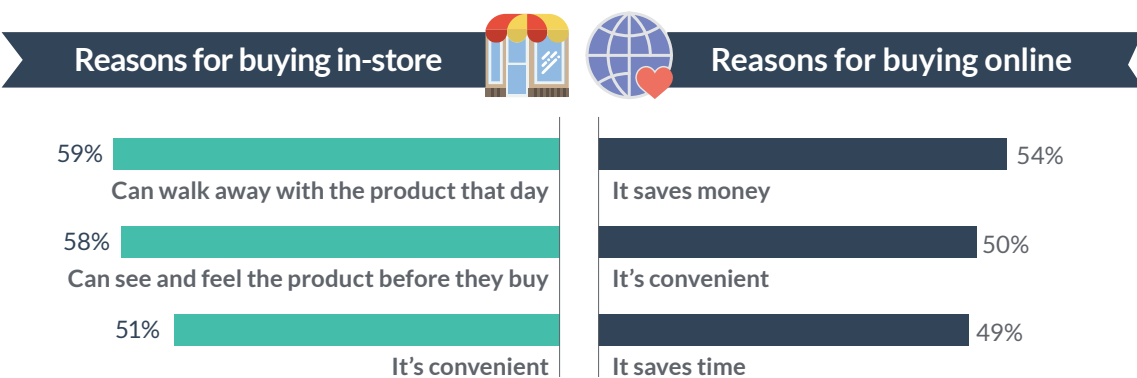 Reasons for buying in-store
59%
Can walk away with the product that day
58%
Can see and feel the product before they buy
51%
It’s convenient
Reasons for buying online
54%
It saves money
50%
It’s convenient
49%
It saves time